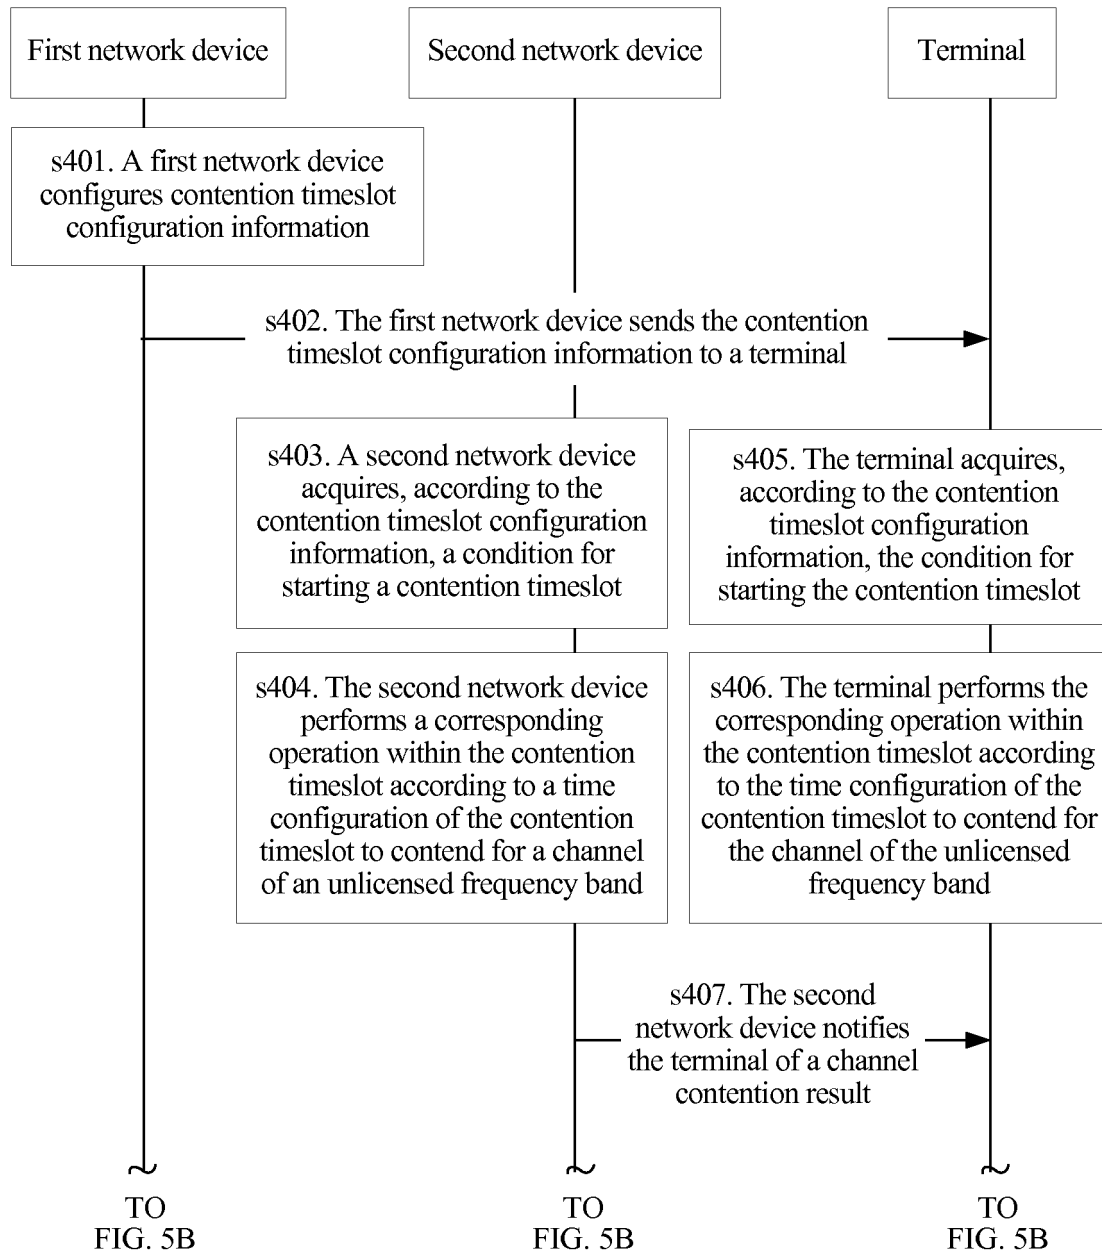 First network device
Second network device
Terminal
s401. A first network device
configures contention timeslot
configuration information
s402. The first network device sends the contention
timeslot configuration information to a terminal
s403. A second network device
acquires, according to the
contention timeslot configuration
information, a condition for
starting a contention timeslot
s405. The terminal acquires,
according to the contention
timeslot configuration
information, the condition for
starting the contention timeslot
s404. The second network device
performs a corresponding
operation within the contention
timeslot according to a time
configuration of the contention
timeslot to contend for a channel
of an unlicensed frequency band
s406. The terminal performs the
corresponding operation within
the contention timeslot according
to the time configuration of the
contention timeslot to contend for
the channel of the unlicensed
frequency band
s407. The second
network device notifies
the terminal of a channel
contention result
TO
FIG. 5B
TO
FIG. 5B
TO
FIG. 5B